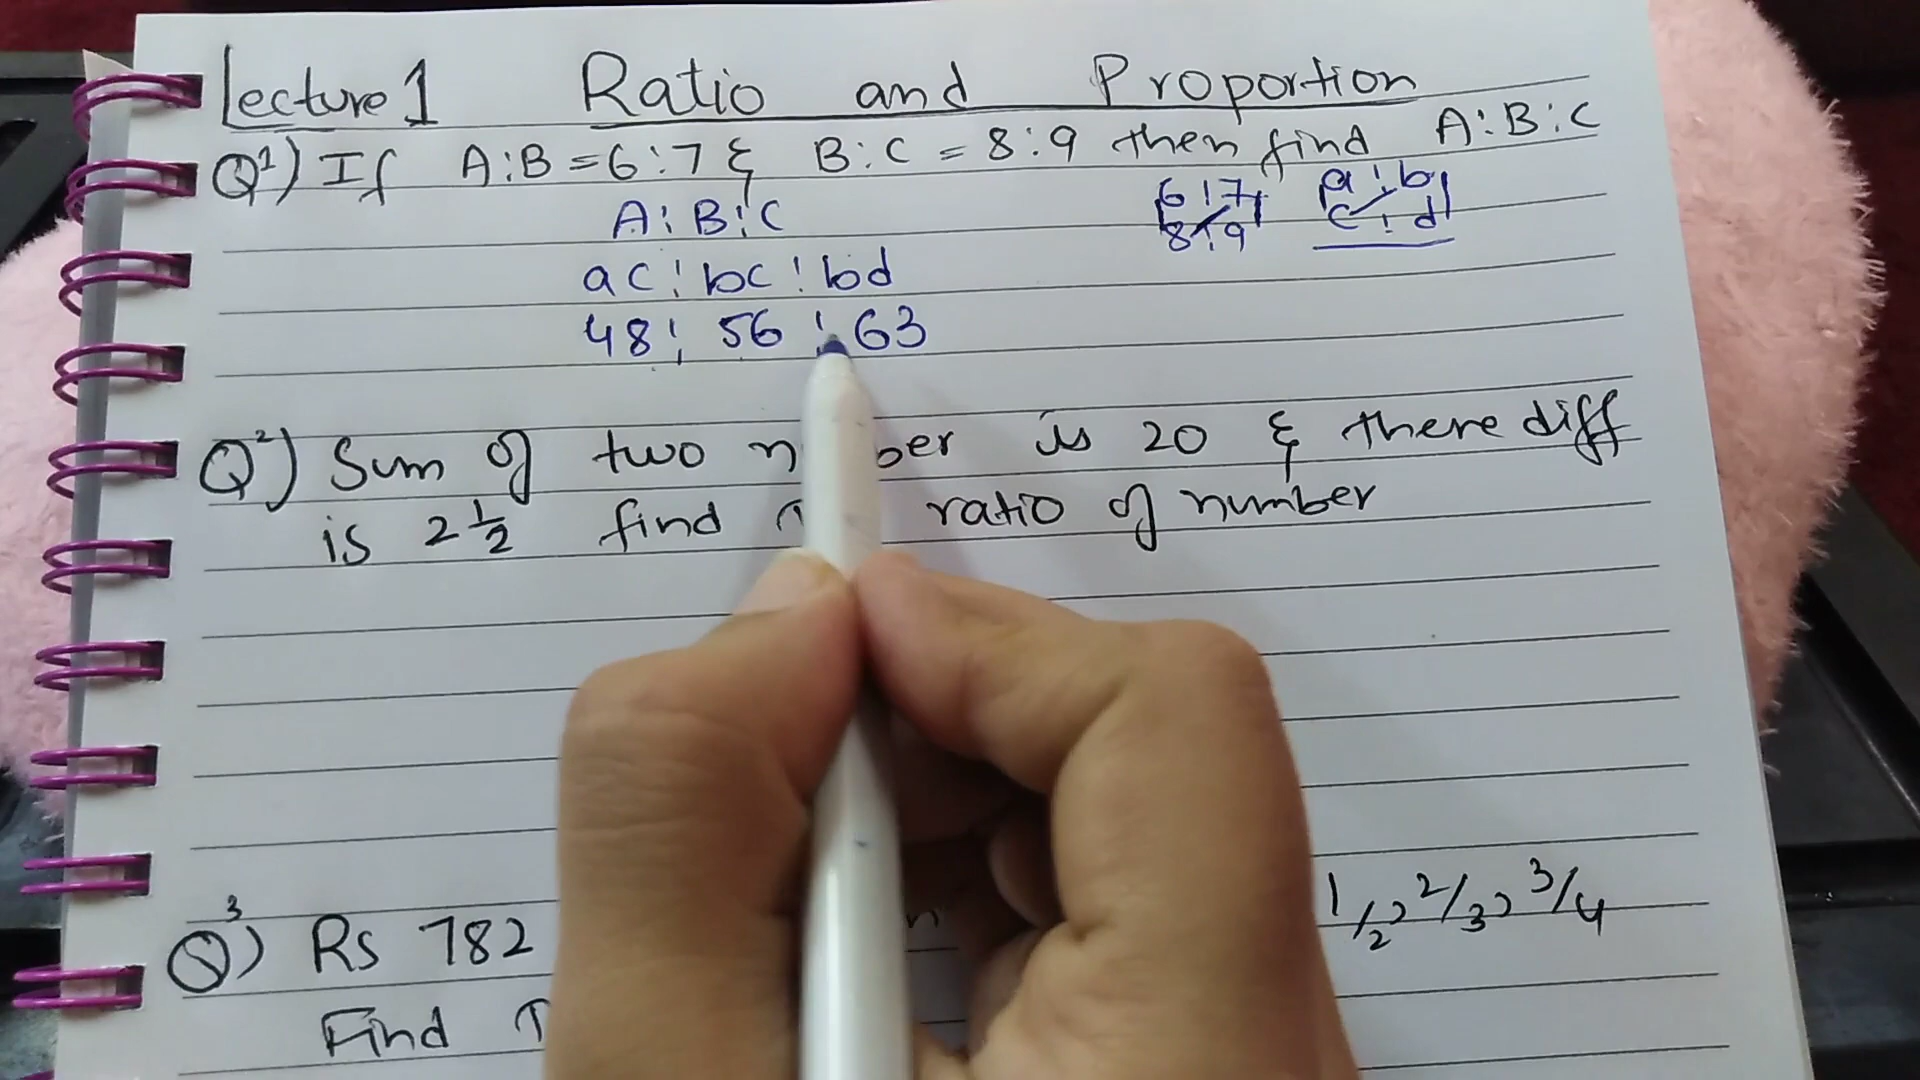 Lecture 1 Ratio and Proportion
Q1) If A:B = 6:7 & B:C = 8:9 then find A:B:C
A:B:C
6:7
8:9
a:b
c:d
ac:bc:bd
48: 56 : 63
Q2) Sum of two is 20 & there diff
is 2 1/2 find ratio of number
Q3) Rs 782 1/2, 2/3, 3/4
Find